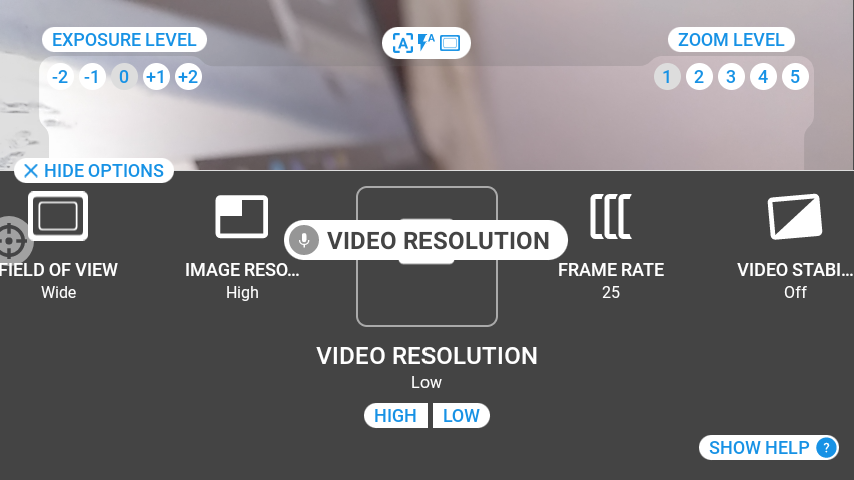 EXPOSURE LEVEL
-2 -1 0 +1 +2
A A
ZOOM LEVEL
1 2 3 4 5
HIDE OPTIONS
FIELD OF VIEW
Wide
IMAGE RESO...
High
VIDEO RESOLUTION
FRAME RATE
25
VIDEO STABI...
Off
VIDEO RESOLUTION
Low
HIGH LOW
SHOW HELP ?